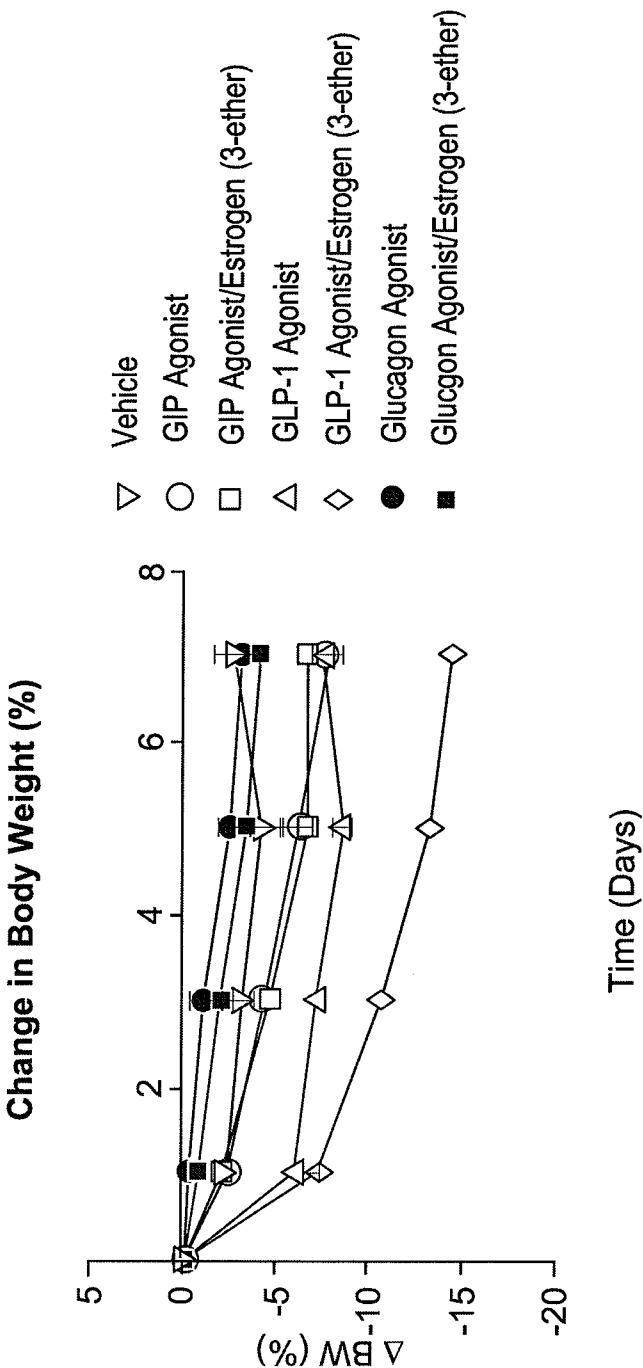 Change in Body Weight (%)
Δ BW (%)
5
0
-5
-10
-15
-20
2
4
6
8
Time (Days)
Vehicle
GIP Agonist
GIP Agonist/Estrogen (3-ether)
GLP-1 Agonist
GLP-1 Agonist/Estrogen (3-ether)
Glucagon Agonist
Glucgon Agonist/Estrogen (3-ether)